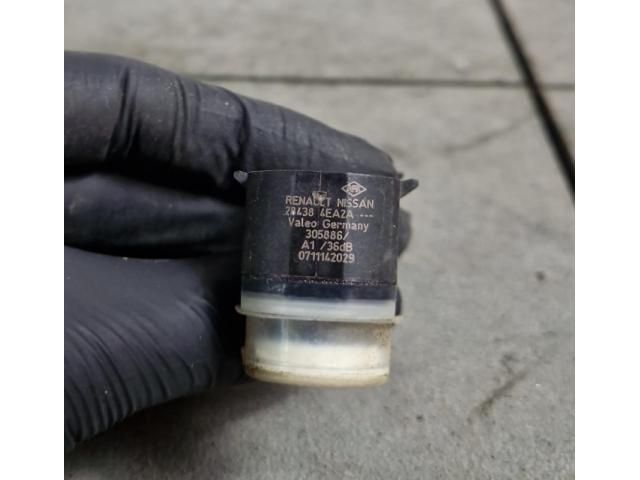 RENAULT NISSAN
28438 4EA2A ---
Valeo Germany
305886/
A1 /36dB
0711142029